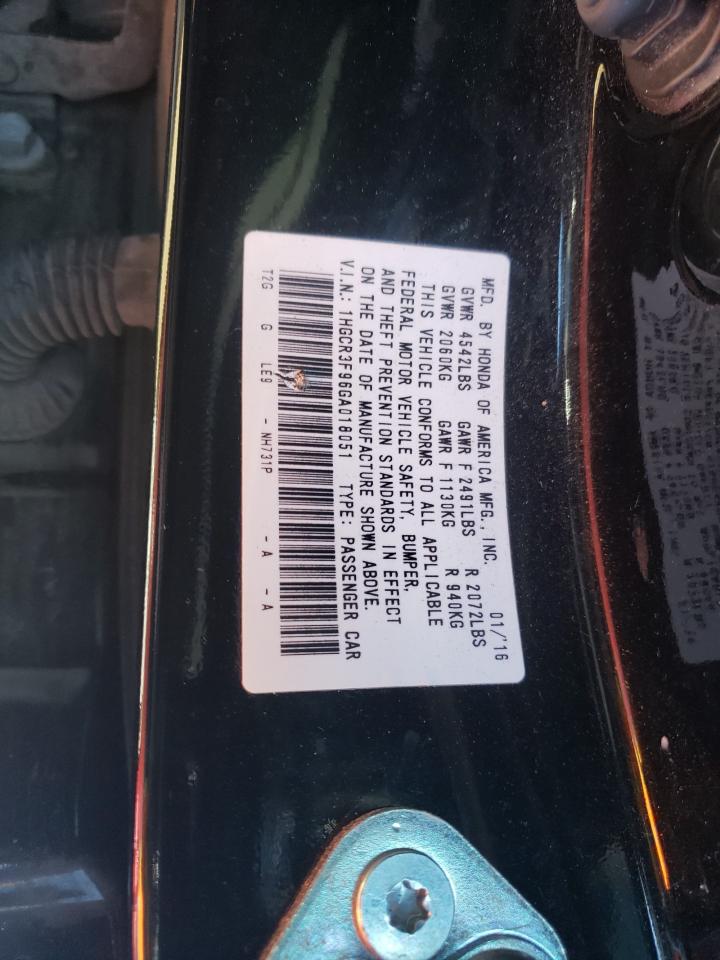 MFD. BY HONDA OF AMERICA MFG., INC. 01/'16
GVWR 4542LBS GAWR F 2491LBS R 2072LBS
GVWR 2060KG GAWR F 1130KG R 940KG
THIS VEHICLE CONFORMS TO ALL APPLICABLE
FEDERAL MOTOR VEHICLE SAFETY, BUMPER,
AND THEFT PREVENTION STANDARDS IN EFFECT
ON THE DATE OF MANUFACTURE SHOWN ABOVE.
V.I.N.: 1HGCR3F96GA018051 TYPE: PASSENGER CAR
T2G G LE9 - NH731P - A - A